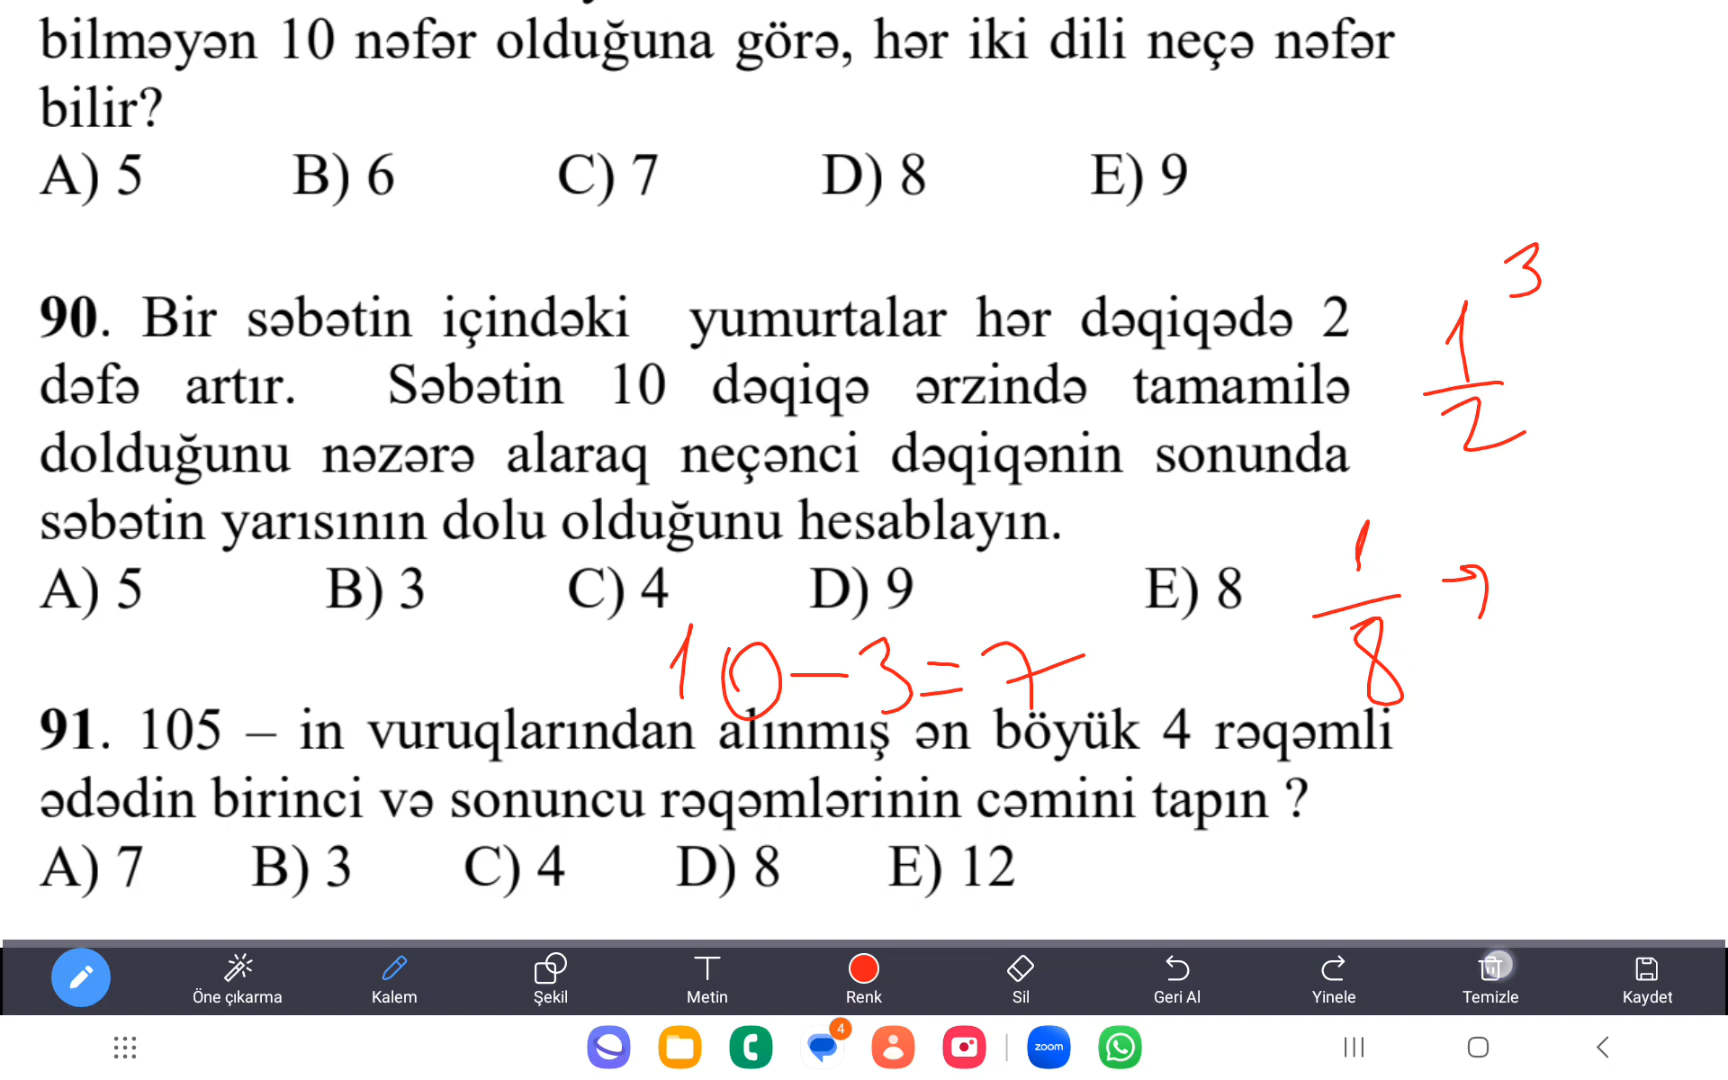 bilməyən 10 nəfər olduğuna görə, hər iki dili neçə nəfər
bilir?
A) 5 B) 6 C) 7 D) 8 E) 9
3
1
2
90. Bir səbətin içindəki yumurtalar hər dəqiqədə 2
dəfə artır. Səbətin 10 dəqiqə ərzində tamamilə
dolduğunu nəzərə alaraq neçənci dəqiqənin sonunda
səbətin yarısının dolu olduğunu hesablayın.
A) 5 B) 3 C) 4 D) 9 E) 8
1
8
10-3=7
91. 105 – in vuruqlarından alınmış ən böyük 4 rəqəmli
ədədin birinci və sonuncu rəqəmlərinin cəmini tapın ?
A) 7 B) 3 C) 4 D) 8 E) 12
Öne çıkarma Kalem Şekil Metin Renk Sil Geri Al Yinele Temizle Kaydet
4
zoom